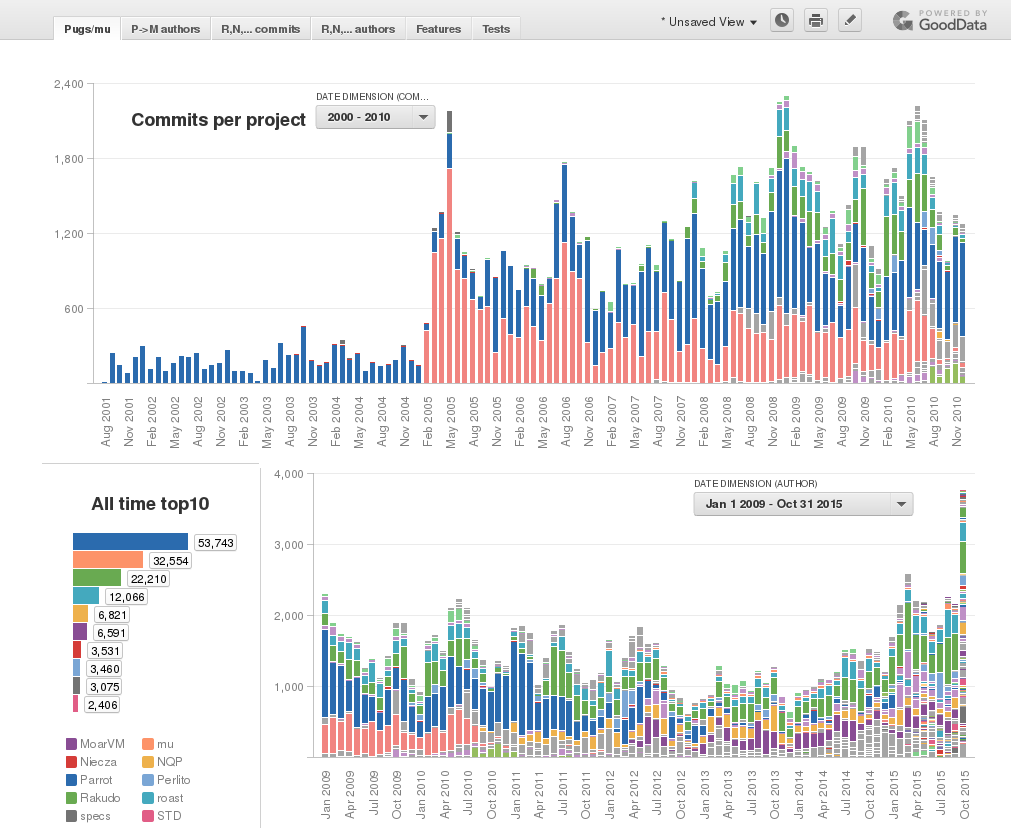 Pugs/mu P->M authors R,N,... commits R,N,... authors Features Tests * Unsaved View POWERED BY GoodData
Commits per project
DATE DIMENSION (COM...
2000 - 2010
2,400
1,800
1,200
600
Aug 2001 Nov 2001 Feb 2002 May 2002 Aug 2002 Nov 2002 Feb 2003 May 2003 Aug 2003 Nov 2003 Feb 2004 May 2004 Aug 2004 Nov 2004 Feb 2005 May 2005 Aug 2005 Nov 2005 Feb 2006 May 2006 Aug 2006 Nov 2006 Feb 2007 May 2007 Aug 2007 Nov 2007 Feb 2008 May 2008 Aug 2008 Nov 2008 Feb 2009 May 2009 Aug 2009 Nov 2009 Feb 2010 May 2010 Aug 2010 Nov 2010
All time top10
53,743
32,554
22,210
12,066
6,821
6,591
3,531
3,460
3,075
2,406
MoarVM mu
Niecza NQP
Parrot Perlito
Rakudo roast
specs STD
DATE DIMENSION (AUTHOR)
Jan 1 2009 - Oct 31 2015
4,000
3,000
2,000
1,000
Jan 2009 Apr 2009 Jul 2009 Oct 2009 Jan 2010 Apr 2010 Jul 2010 Oct 2010 Jan 2011 Apr 2011 Jul 2011 Oct 2011 Jan 2012 Apr 2012 Jul 2012 Oct 2012 Jan 2013 Apr 2013 Jul 2013 Oct 2013 Jan 2014 Apr 2014 Jul 2014 Oct 2014 Jan 2015 Apr 2015 Jul 2015 Oct 2015